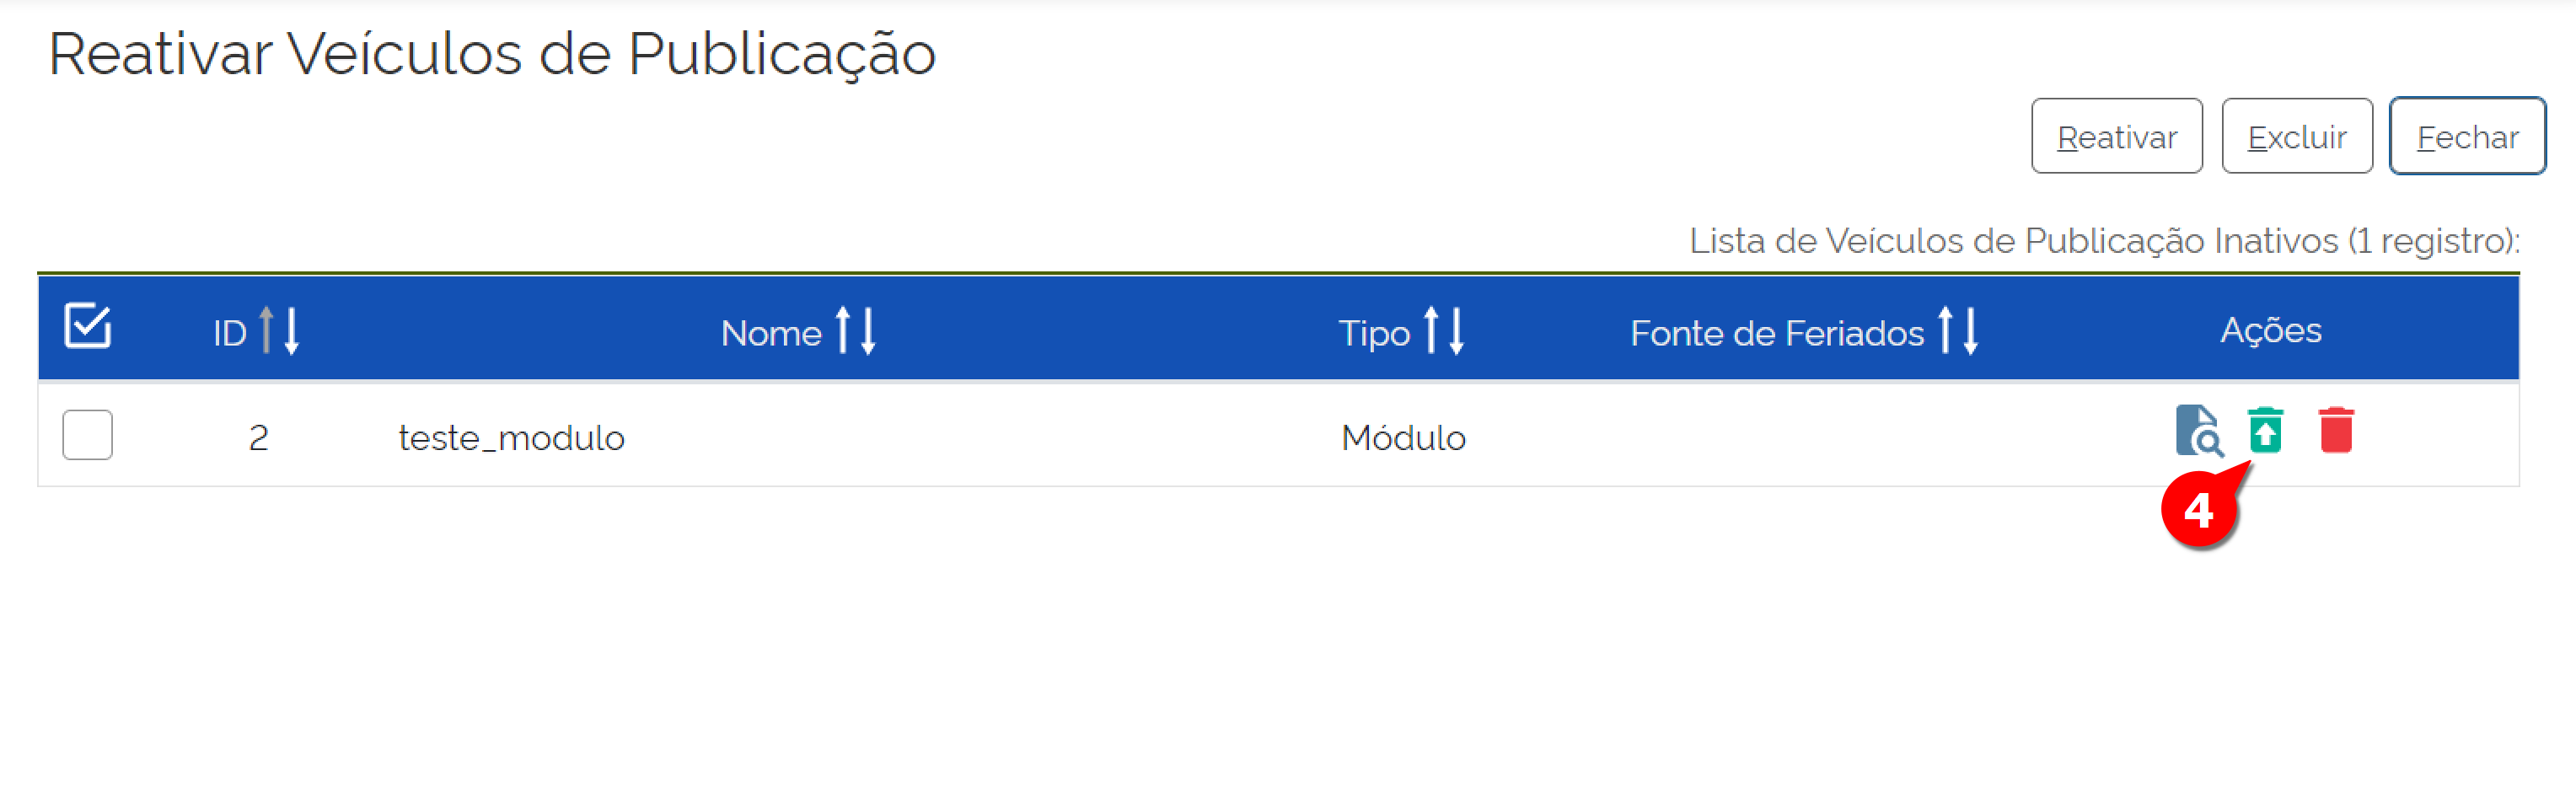 Reativar Veículos de Publicação
Reativar Excluir Fechar
Lista de Veículos de Publicação Inativos (1 registro):
ID Nome Tipo Fonte de Feriados Ações
2 teste_modulo Módulo
4